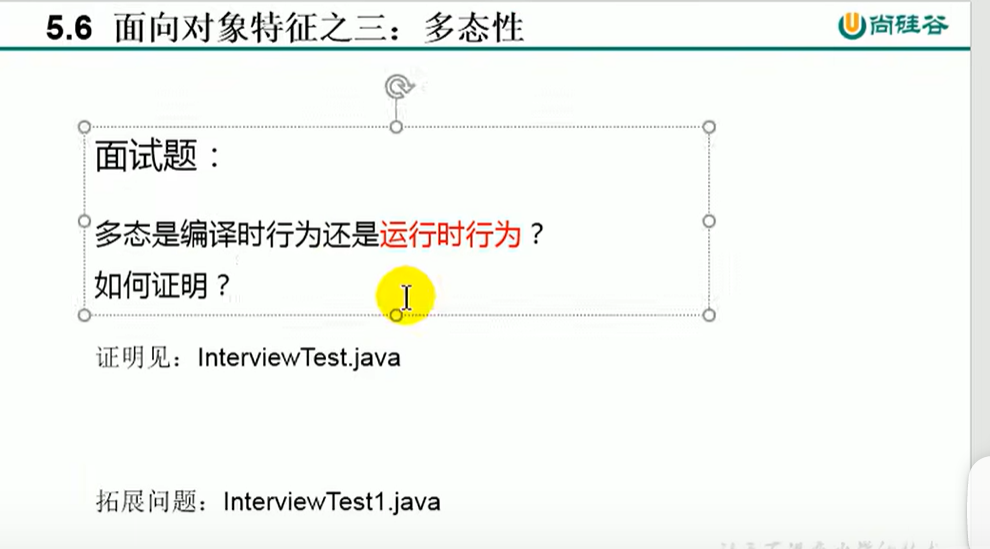 5.6 面向对象特征之三：多态性
尚硅谷
面试题：
多态是编译时行为还是运行时行为？
如何证明？
证明见：InterviewTest.java
拓展问题：InterviewTest1.java